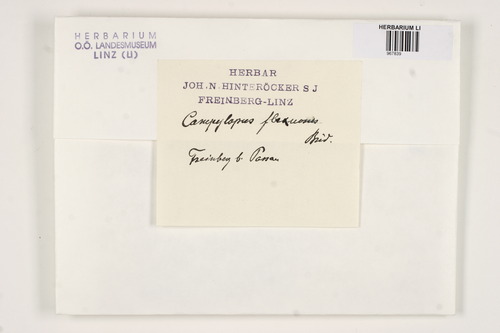 HERBARIUM
O.Ö. LANDESMUSEUM
LINZ (LI)
HERBARIUM LI
HERBAR
JOH. N. HINTERÖCKER S J
FREINBERG-LINZ
Campylopus flexuosus
Brid.
Freinberg b Passau